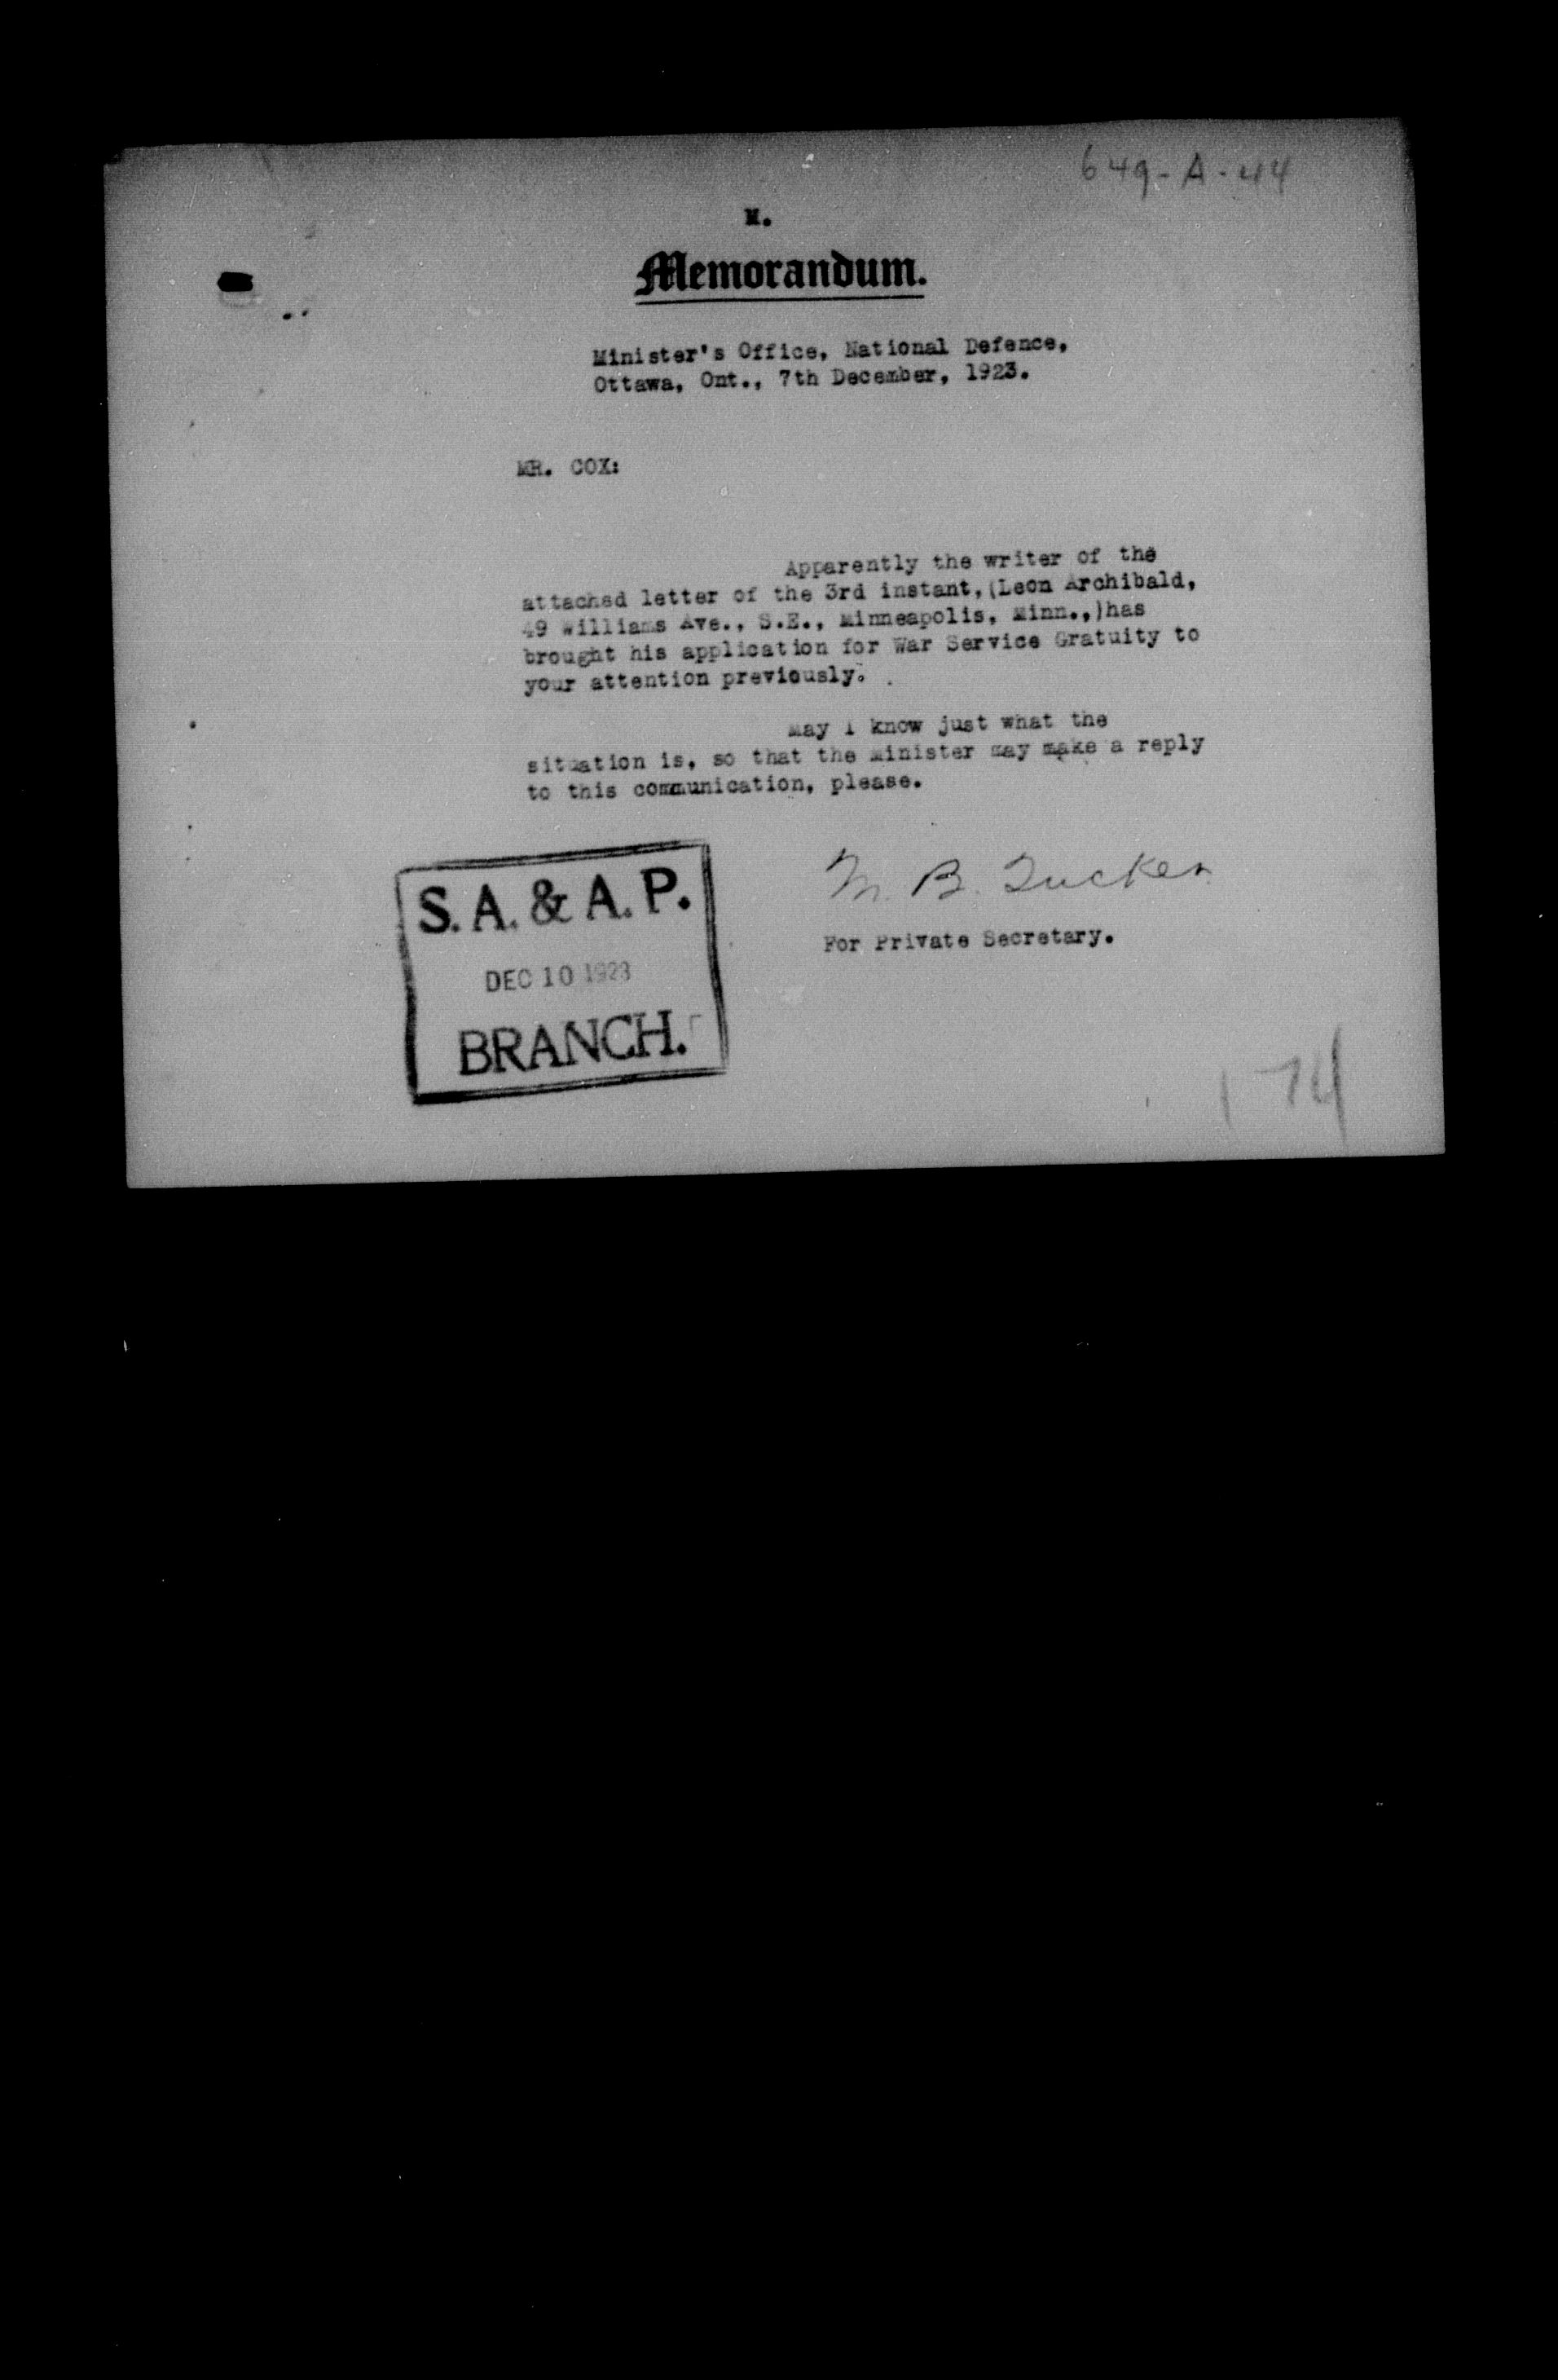 649-A-44
M.
Memorandum.
Minister's Office, National Defence,
Ottawa, Ont., 7th December, 1923.
MR. COX:
Apparently the writer of the
attached letter of the 3rd instant,(Leon Archibald,
49 Williams Ave., S.E., Minneapolis, Minn.,)has
brought his application for War Service Gratuity to
your attention previously.
May I know just what the
situation is, so that the Minister may make a reply
to this communication, please.
M. B. Tucker
For Private Secretary.
S. A. & A. P.
DEC 10 1923
BRANCH.
174